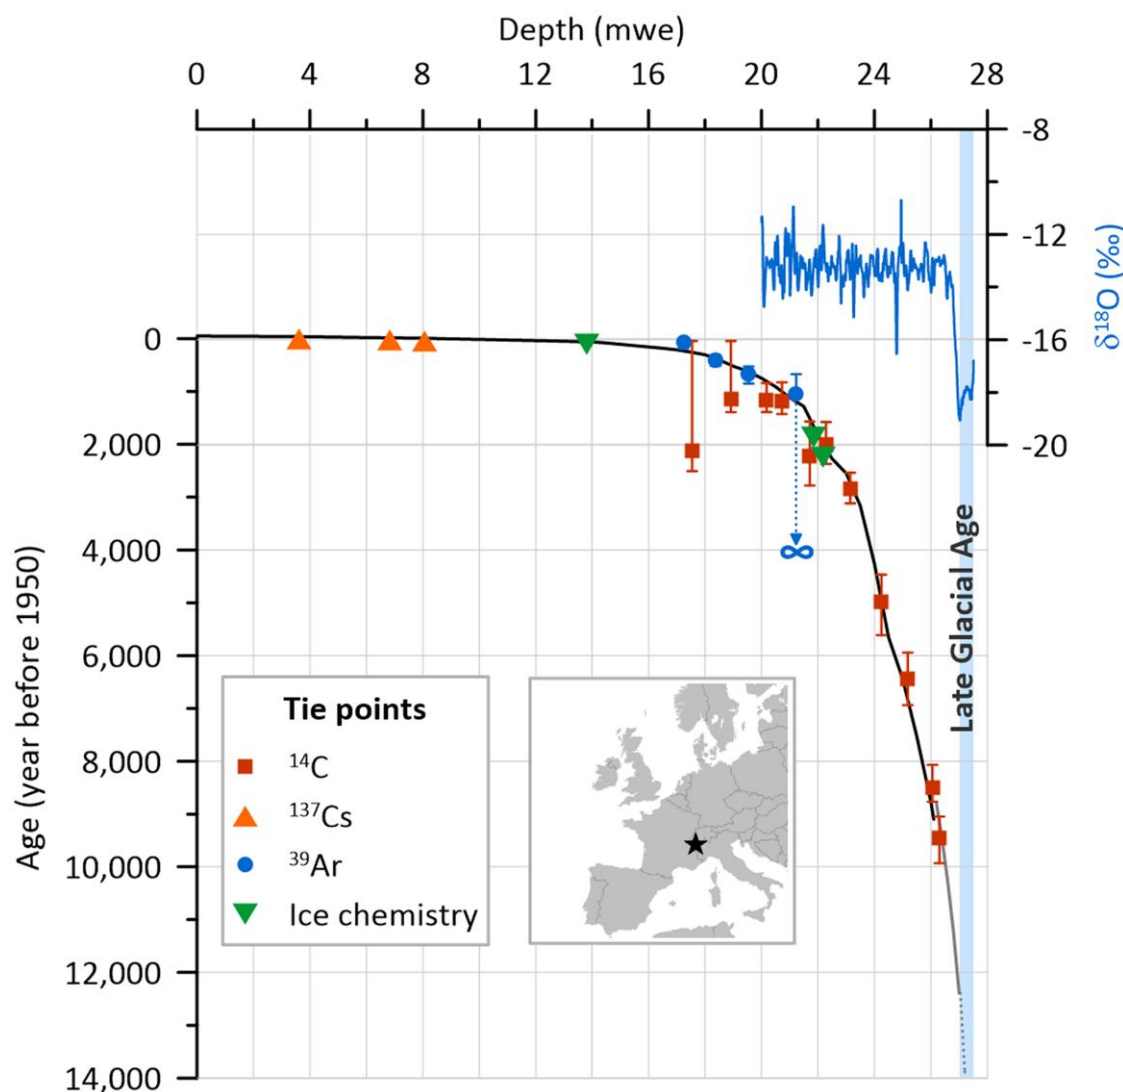 Depth (mwe)
0 4 8 12 16 20 24 28
-8
-12
-16
-20
δ¹⁸O (‰)
0
2,000
4,000
6,000
8,000
10,000
12,000
14,000
Age (year before 1950)
∞
Late Glacial Age
Tie points
¹⁴C
¹³⁷Cs
³⁹Ar
Ice chemistry